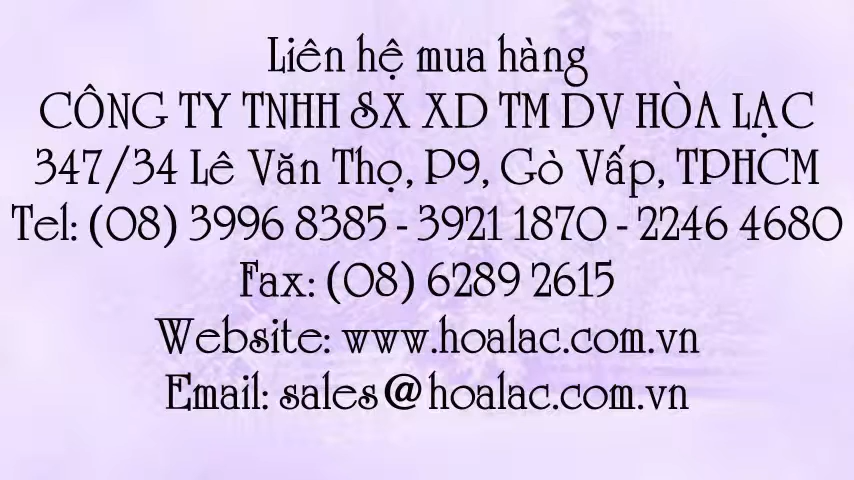 Liên hệ mua hàng
CÔNG TY TNHH SX XD TM DV HÒA LẠC
347/34 Lê Văn Thọ, P9, Gò Vấp, TPHCM
Tel: (08) 3996 8385 - 3921 1870 - 2246 4680
Fax: (08) 6289 2615
Website: www.hoalac.com.vn
Email: sales@hoalac.com.vn